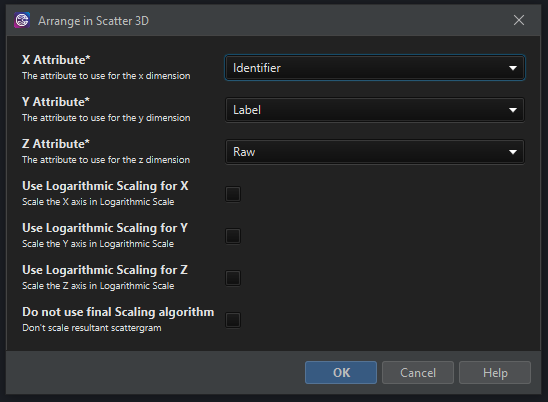 Arrange in Scatter 3D
X Attribute*
The attribute to use for the x dimension
Identifier
Y Attribute*
The attribute to use for the y dimension
Label
Z Attribute*
The attribute to use for the z dimension
Raw
Use Logarithmic Scaling for X
Scale the X axis in Logarithmic Scale
Use Logarithmic Scaling for Y
Scale the Y axis in Logarithmic Scale
Use Logarithmic Scaling for Z
Scale the Z axis in Logarithmic Scale
Do not use final Scaling algorithm
Don't scale resultant scattergram
OK
Cancel
Help